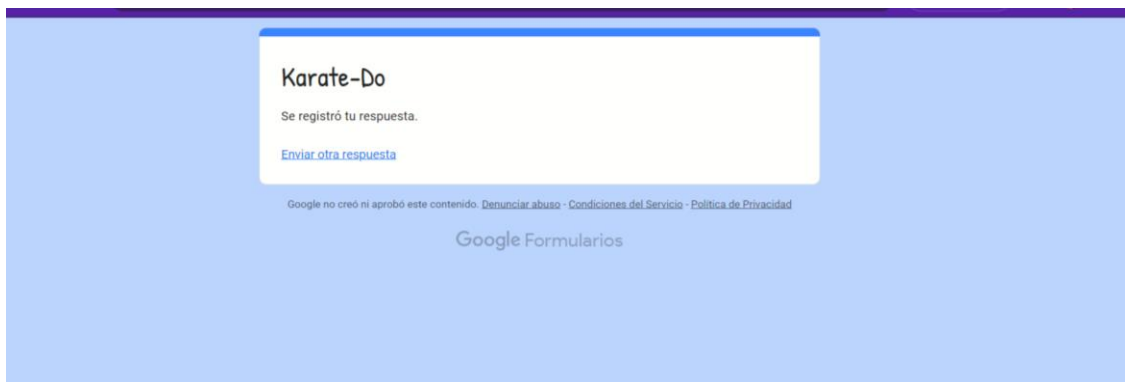 Karate-Do
Se registró tu respuesta.
Enviar otra respuesta
Google no creó ni aprobó este contenido. Denunciar abuso - Condiciones del Servicio - Política de Privacidad
Google Formularios